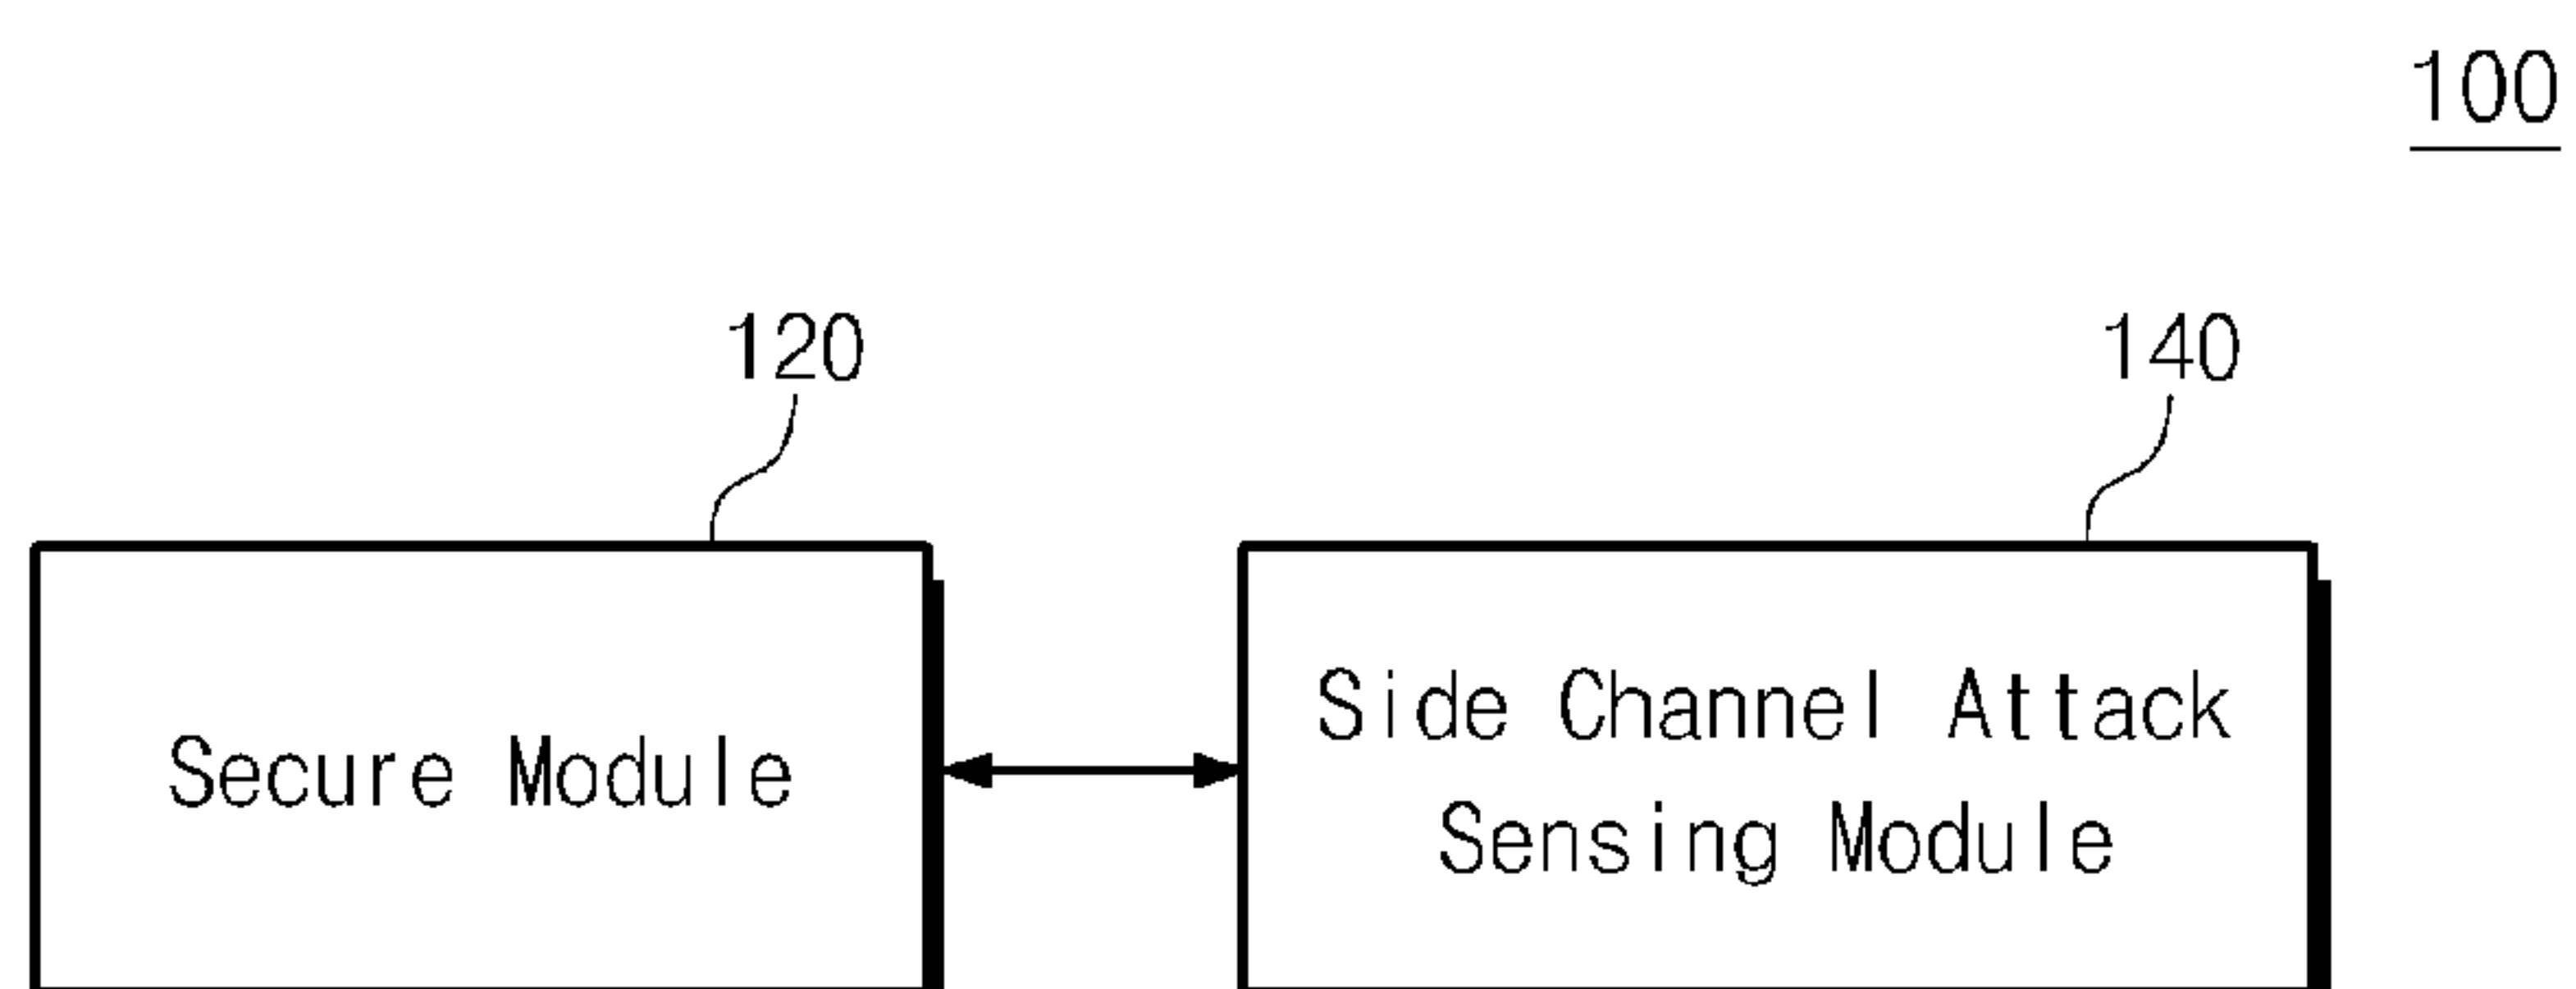 100
120
140
Secure Module
Side Channel Attack
Sensing Module